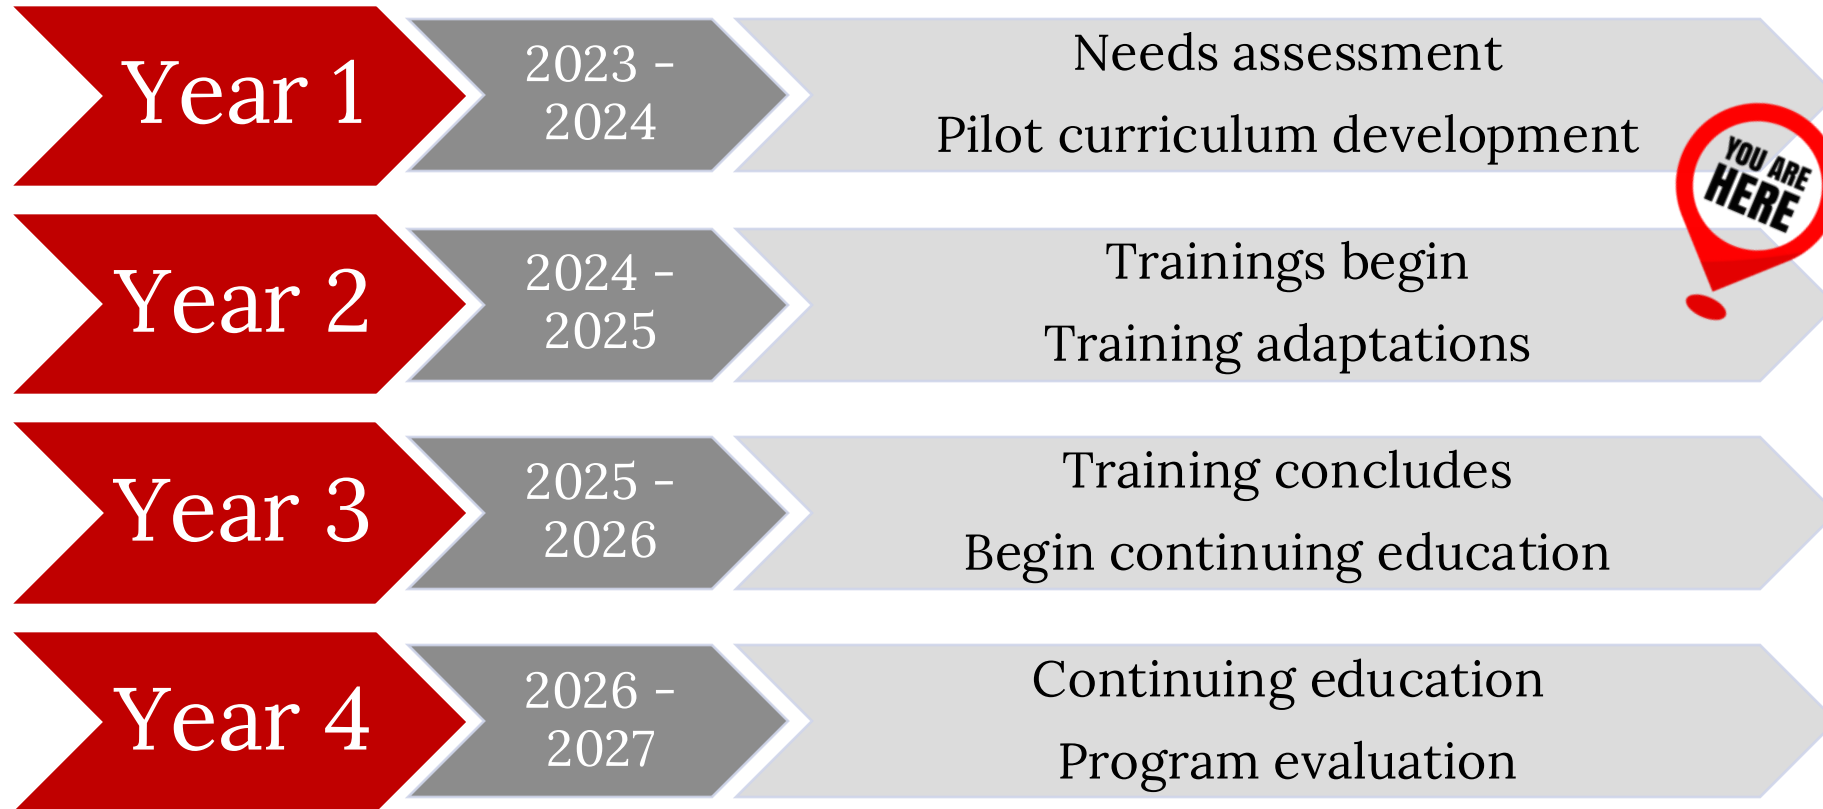 Year 1
2023 -
2024
Needs assessment
Pilot curriculum development
YOU ARE
HERE
Year 2
2024 -
2025
Trainings begin
Training adaptations
Year 3
2025 -
2026
Training concludes
Begin continuing education
Year 4
2026 -
2027
Continuing education
Program evaluation